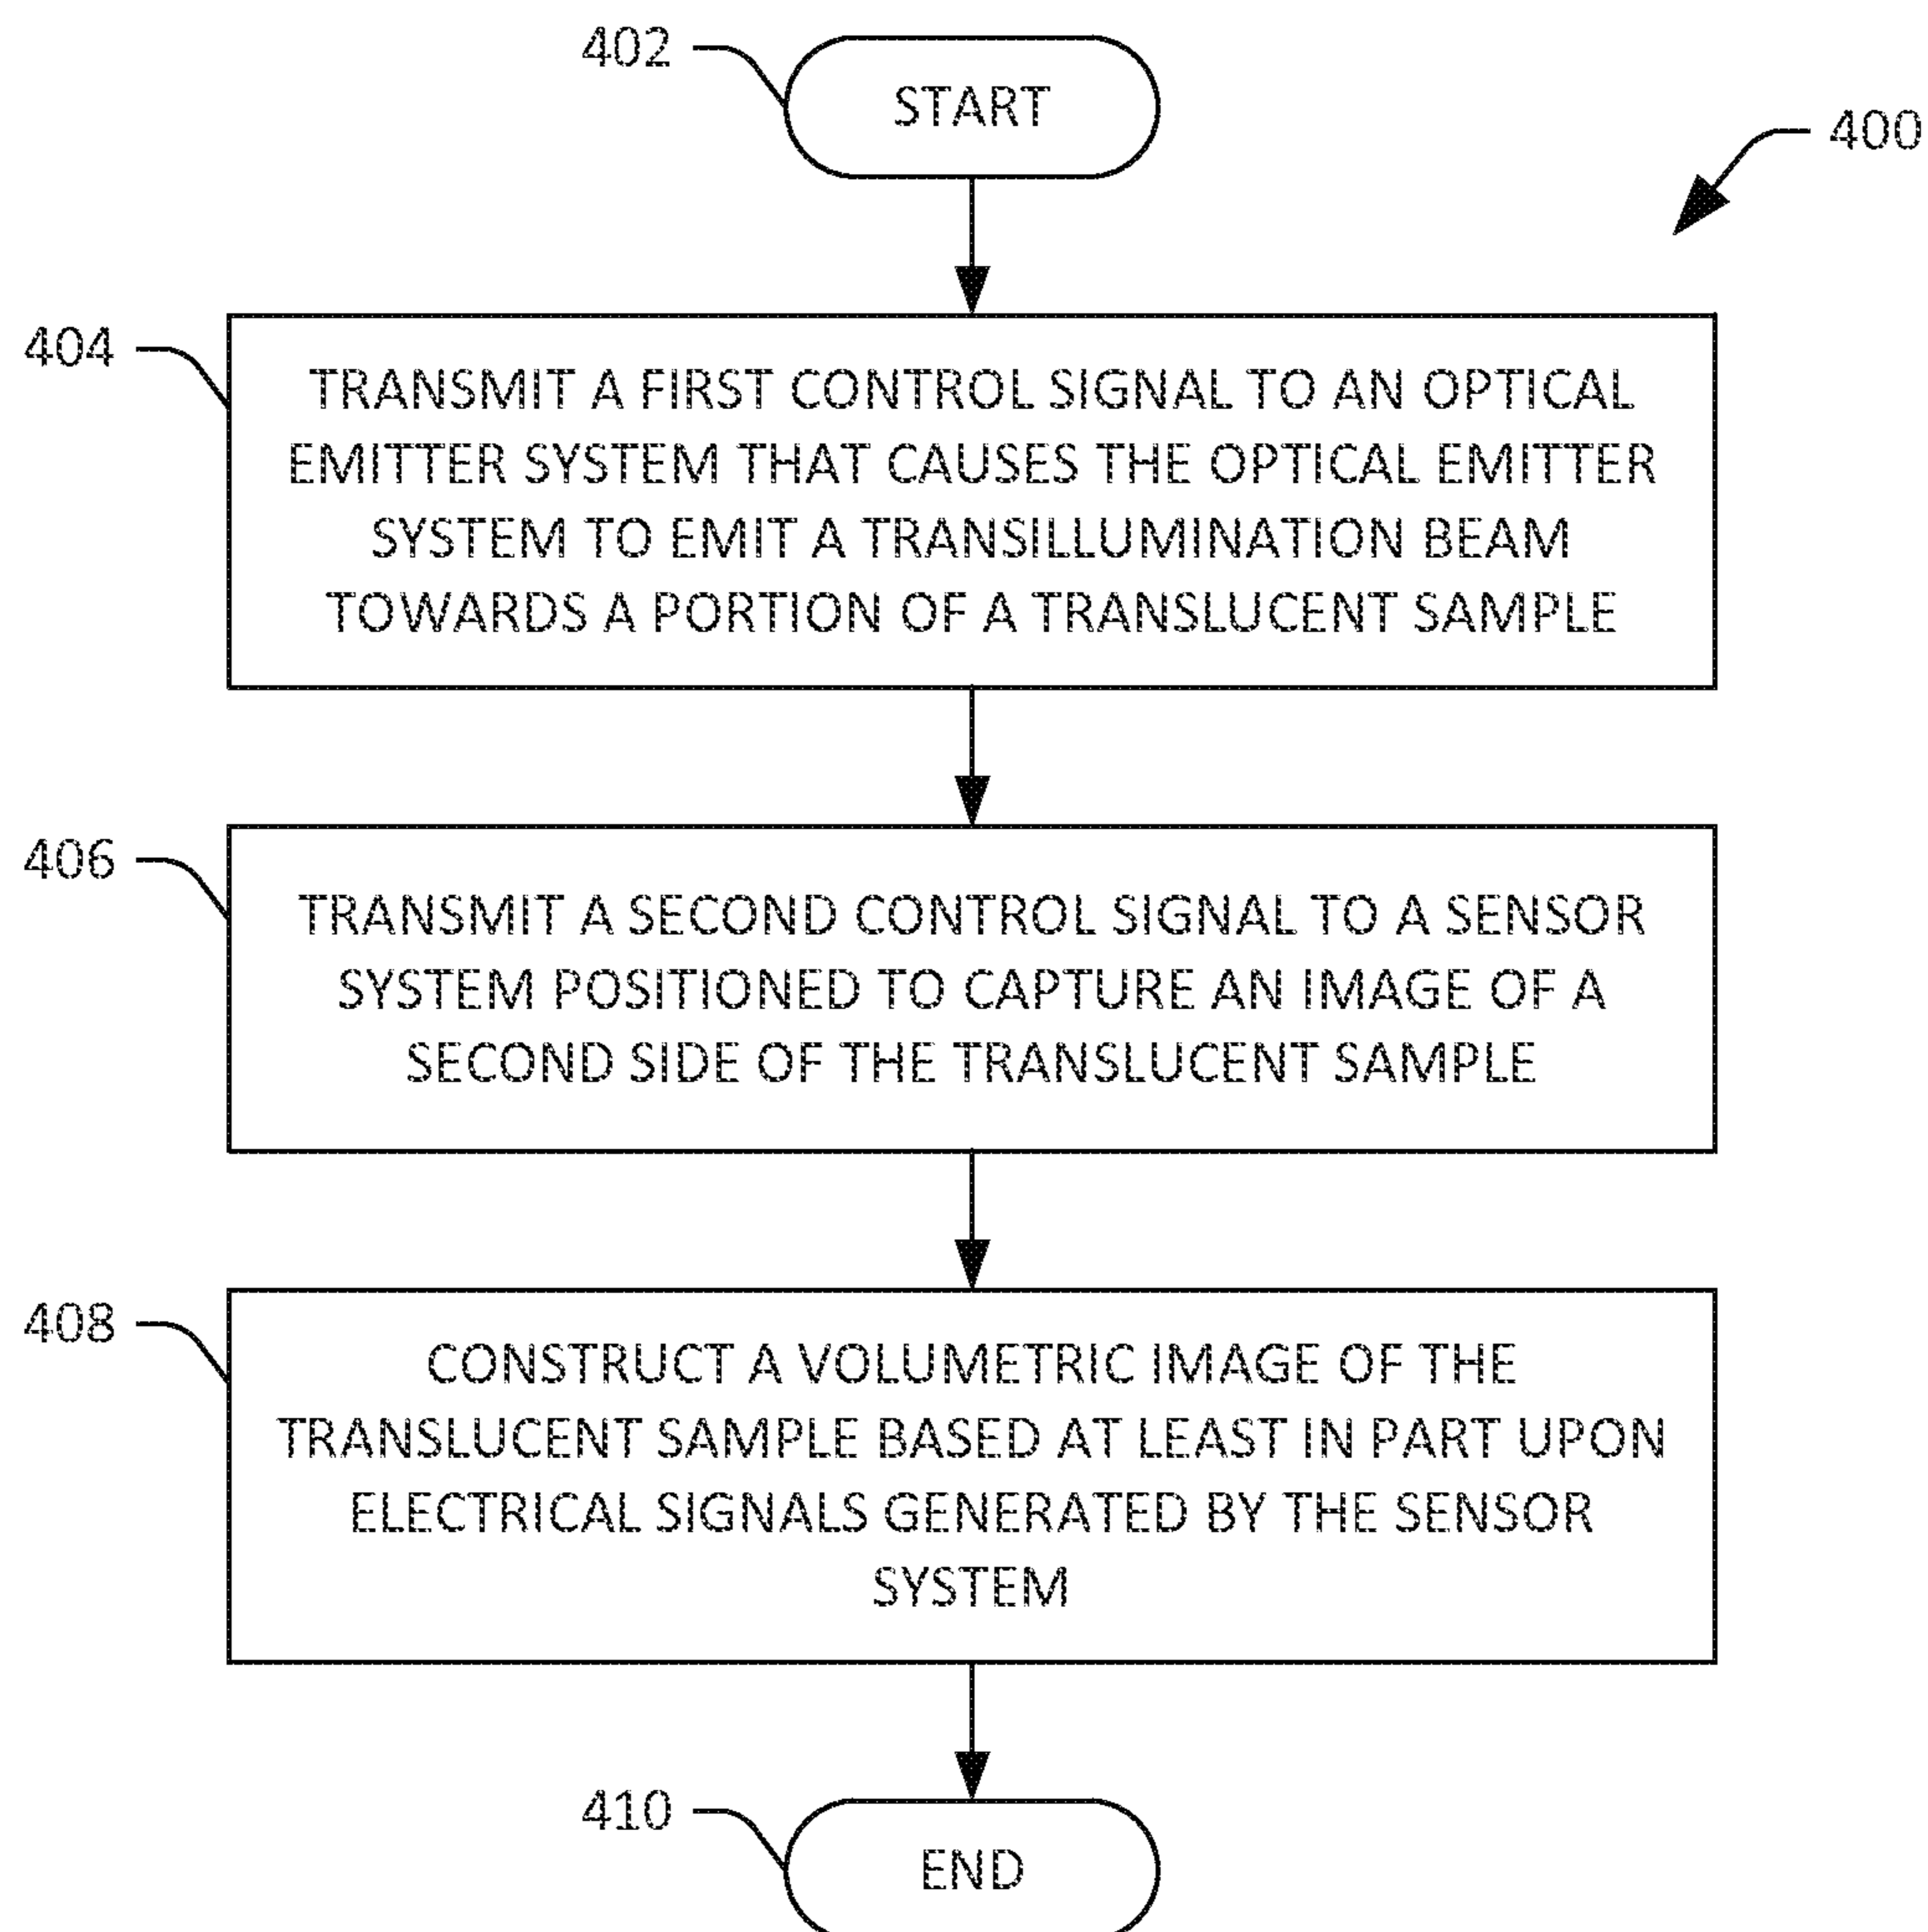 402
START
400
404
TRANSMIT A FIRST CONTROL SIGNAL TO AN OPTICAL
EMITTER SYSTEM THAT CAUSES THE OPTICAL EMITTER
SYSTEM TO EMIT A TRANSILLUMINATION BEAM
TOWARDS A PORTION OF A TRANSLUCENT SAMPLE
406
TRANSMIT A SECOND CONTROL SIGNAL TO A SENSOR
SYSTEM POSITIONED TO CAPTURE AN IMAGE OF A
SECOND SIDE OF THE TRANSLUCENT SAMPLE
408
CONSTRUCT A VOLUMETRIC IMAGE OF THE
TRANSLUCENT SAMPLE BASED AT LEAST IN PART UPON
ELECTRICAL SIGNALS GENERATED BY THE SENSOR
SYSTEM
410
END